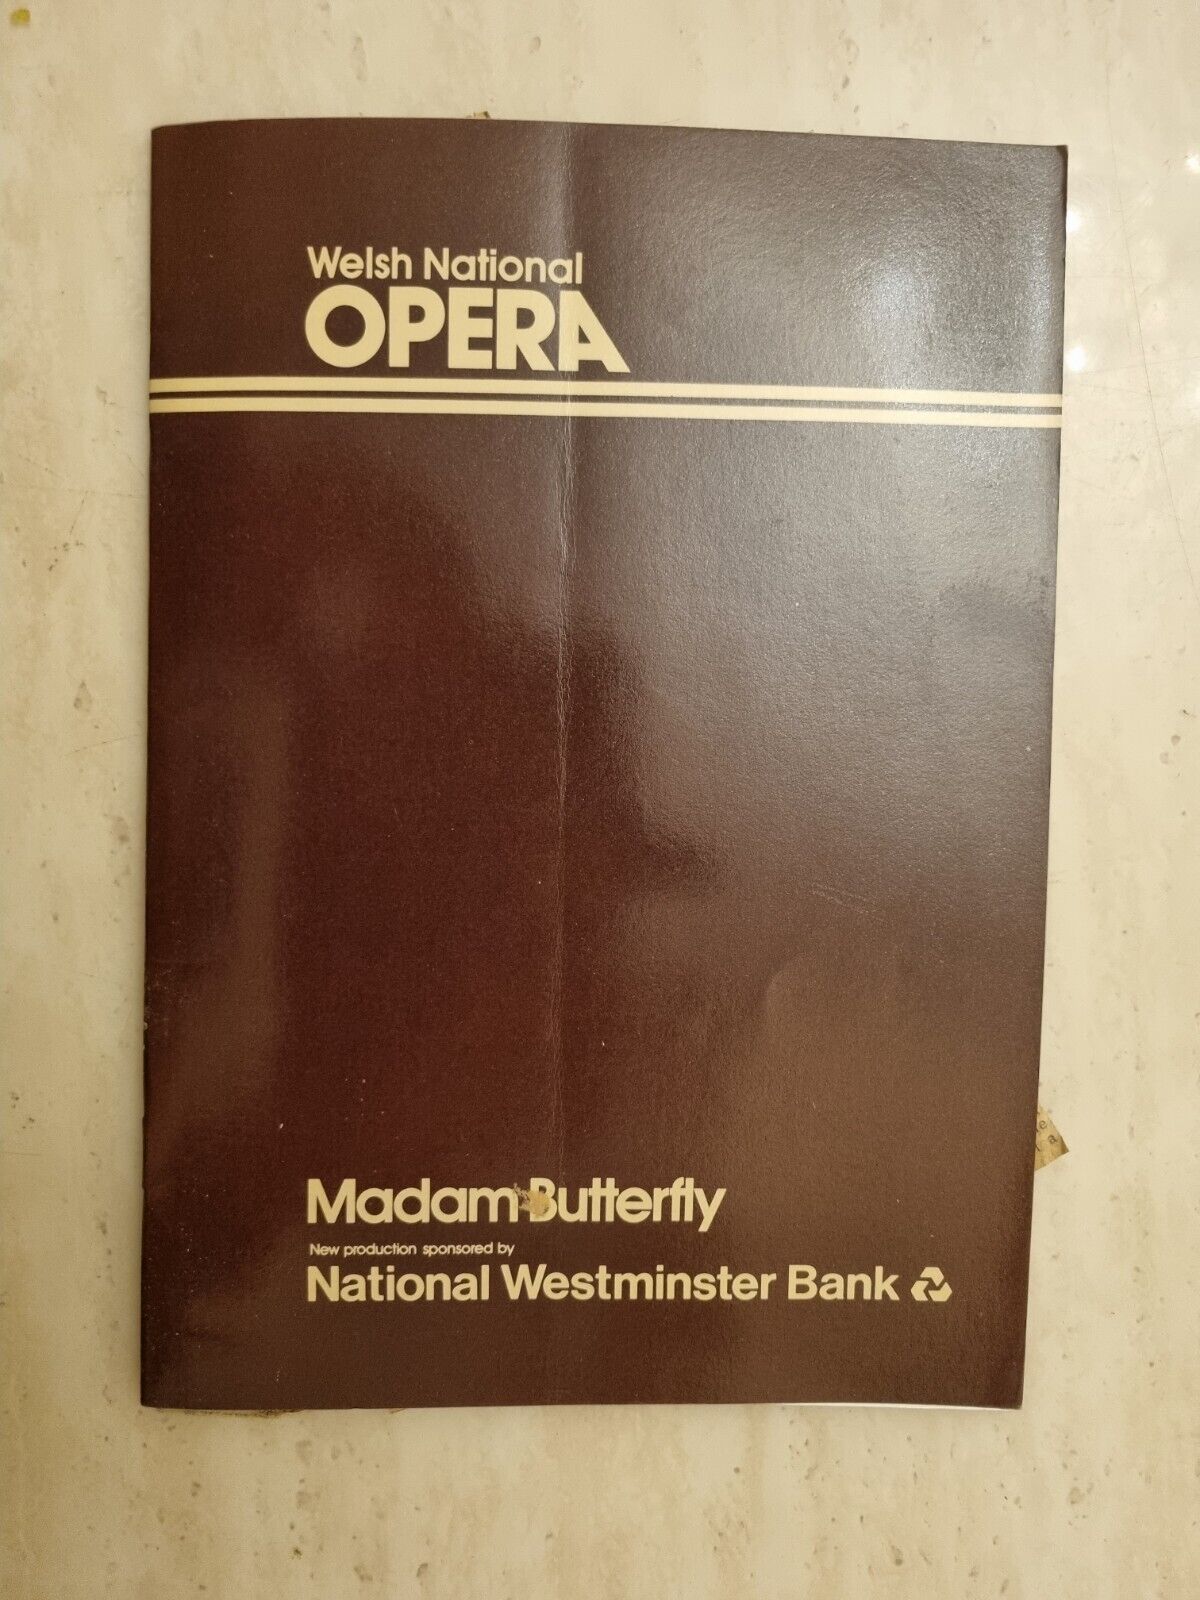 Welsh National
OPERA
Madam Butterfly
New production sponsored by
National Westminster Bank